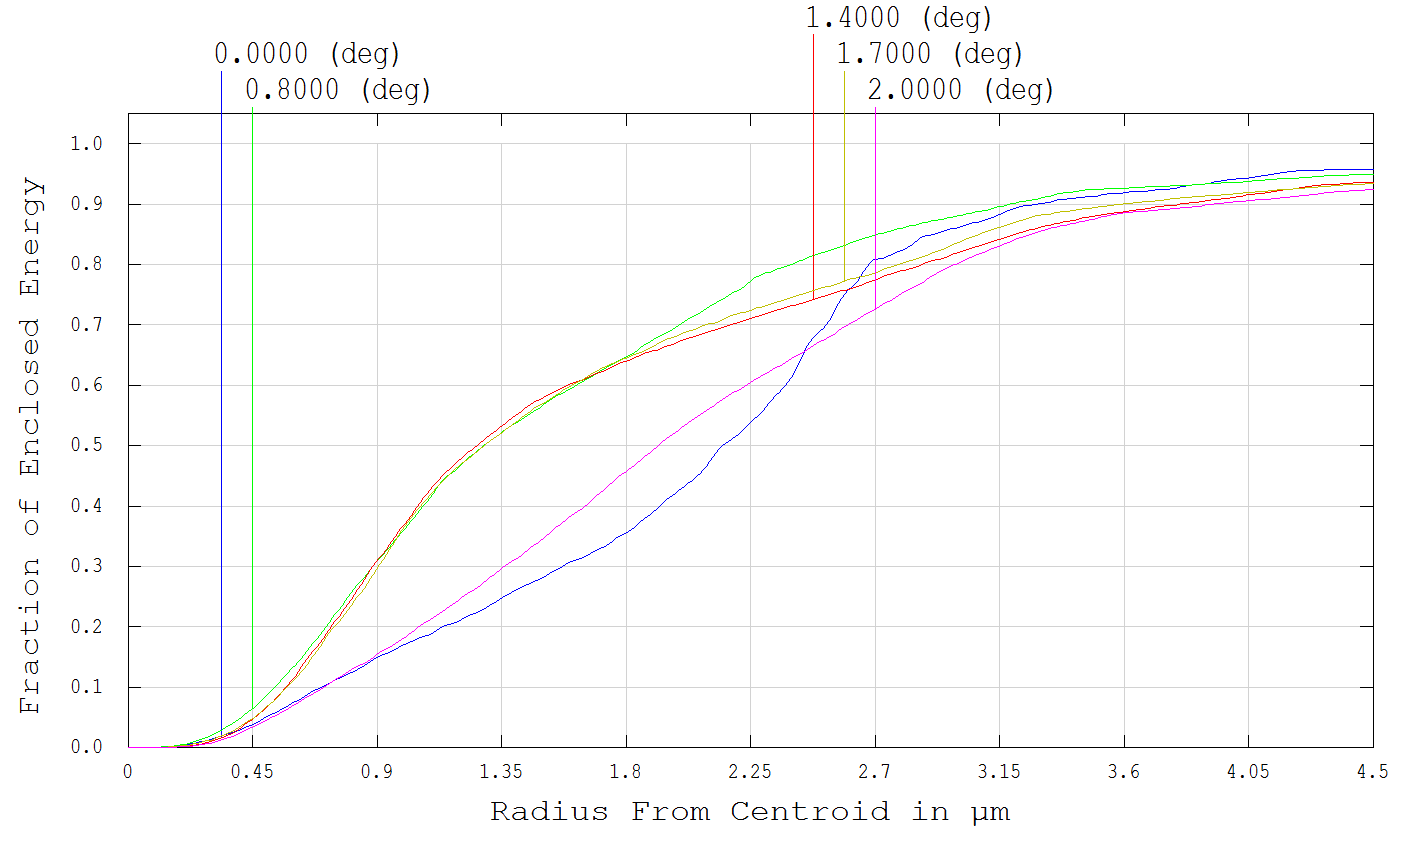 1.4000 (deg)
0.0000 (deg) 1.7000 (deg)
0.8000 (deg) 2.0000 (deg)
1.0
0.9
0.8
0.7
0.6
0.5
0.4
0.3
0.2
0.1
0.0
Fraction of Enclosed Energy
0 0.45 0.9 1.35 1.8 2.25 2.7 3.15 3.6 4.05 4.5
Radius From Centroid in µm